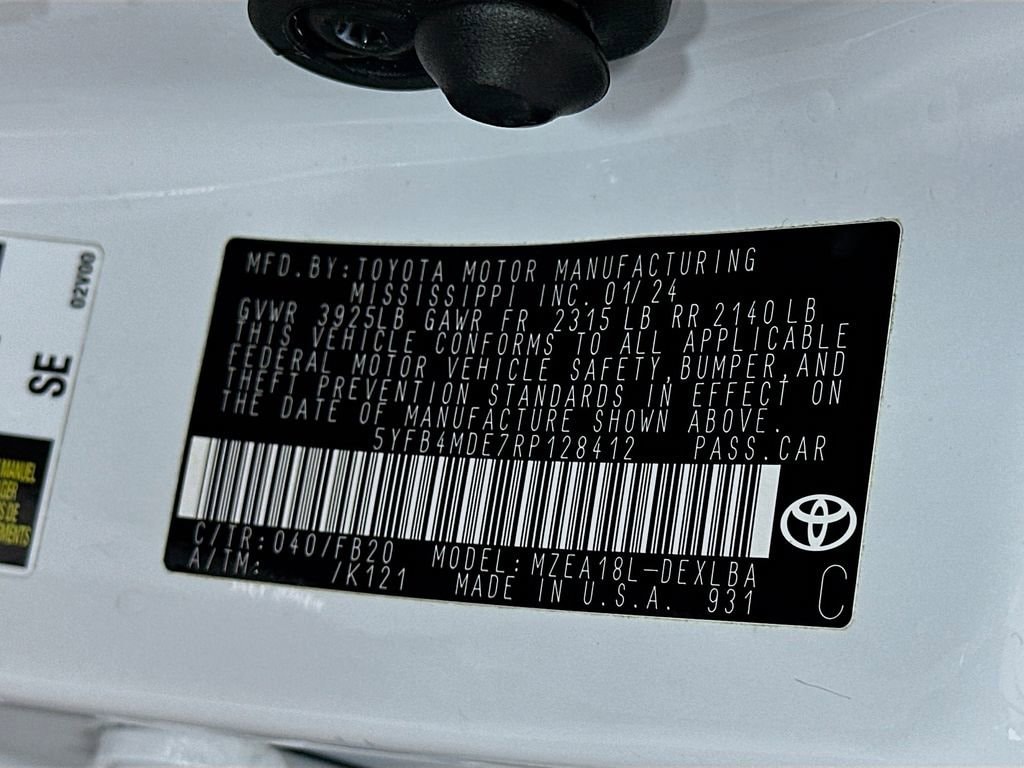 MFD.BY:TOYOTA MOTOR MANUFACTURING
MISSISSIPPI INC. 01/24
GVWR 3925LB GAWR FR 2315 LB RR 2140 LB
THIS VEHICLE CONFORMS TO ALL APPLICABLE
FEDERAL MOTOR VEHICLE SAFETY,BUMPER,AND
THEFT PREVENTION STANDARDS IN EFFECT ON
THE DATE OF MANUFACTURE SHOWN ABOVE.
5YFB4MDE7RP128412 PASS.CAR
C/TR:040/FB20 MODEL:MZEA18L-DEXLBA
A/TM: /K121 MADE IN U.S.A. 931
C
02V00
SE
MANUEL